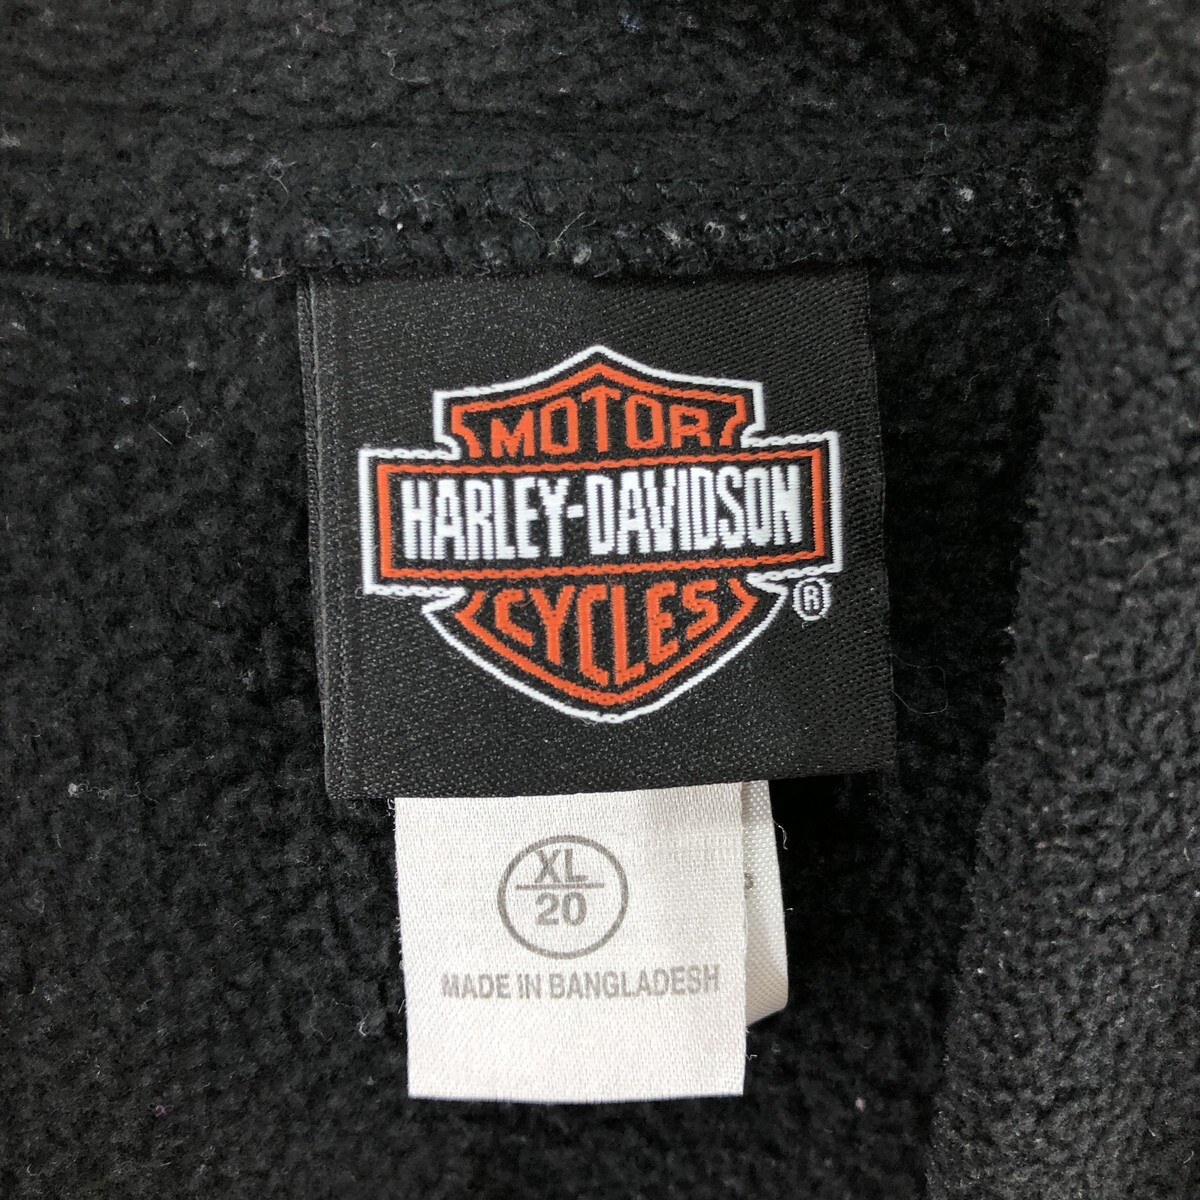 MOTOR
HARLEY-DAVIDSON
CYCLES
®
XL
20
MADE IN BANGLADESH